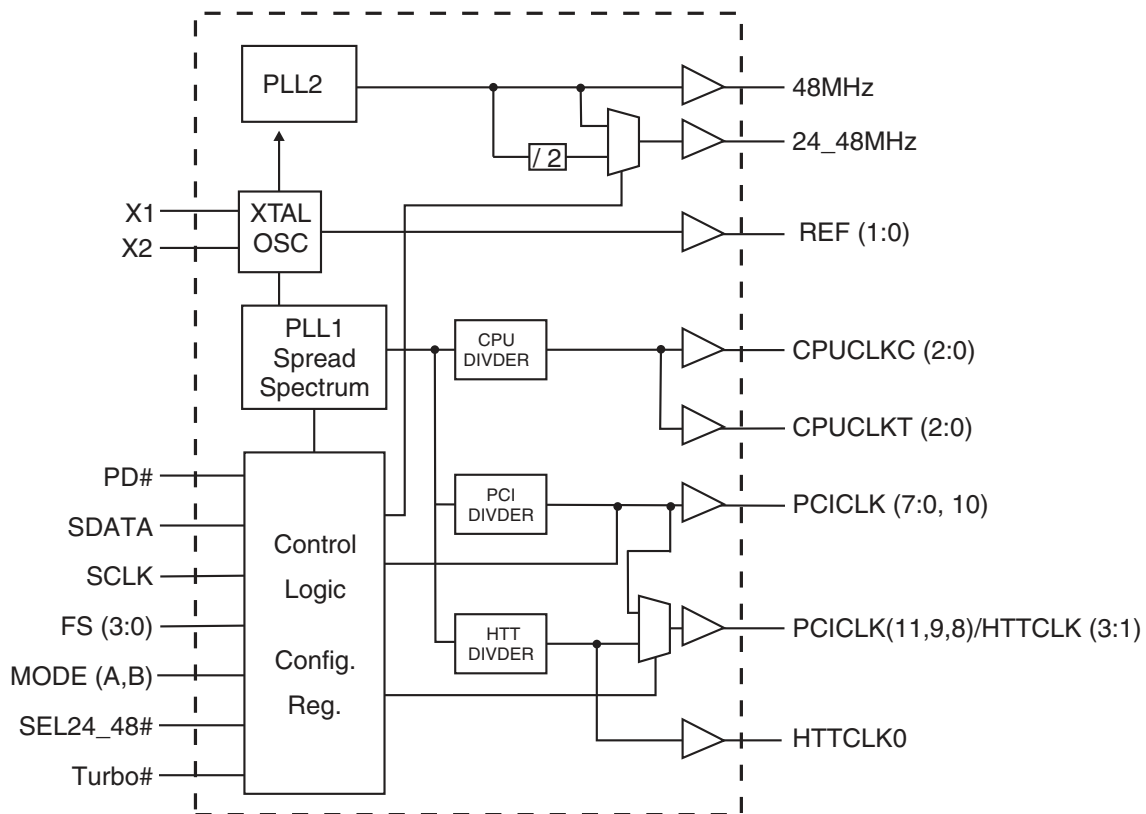 PLL2
48MHz
24_48MHz
/ 2
X1
X2
XTAL
OSC
REF (1:0)
PLL1
Spread
Spectrum
CPU
DIVDER
CPUCLKC (2:0)
CPUCLKT (2:0)
PD#
SDATA
SCLK
FS (3:0)
MODE (A,B)
SEL24_48#
Turbo#
Control
Logic
Config.
Reg.
PCI
DIVDER
PCICLK (7:0, 10)
HTT
DIVDER
PCICLK(11,9,8)/HTTCLK (3:1)
HTTCLK0